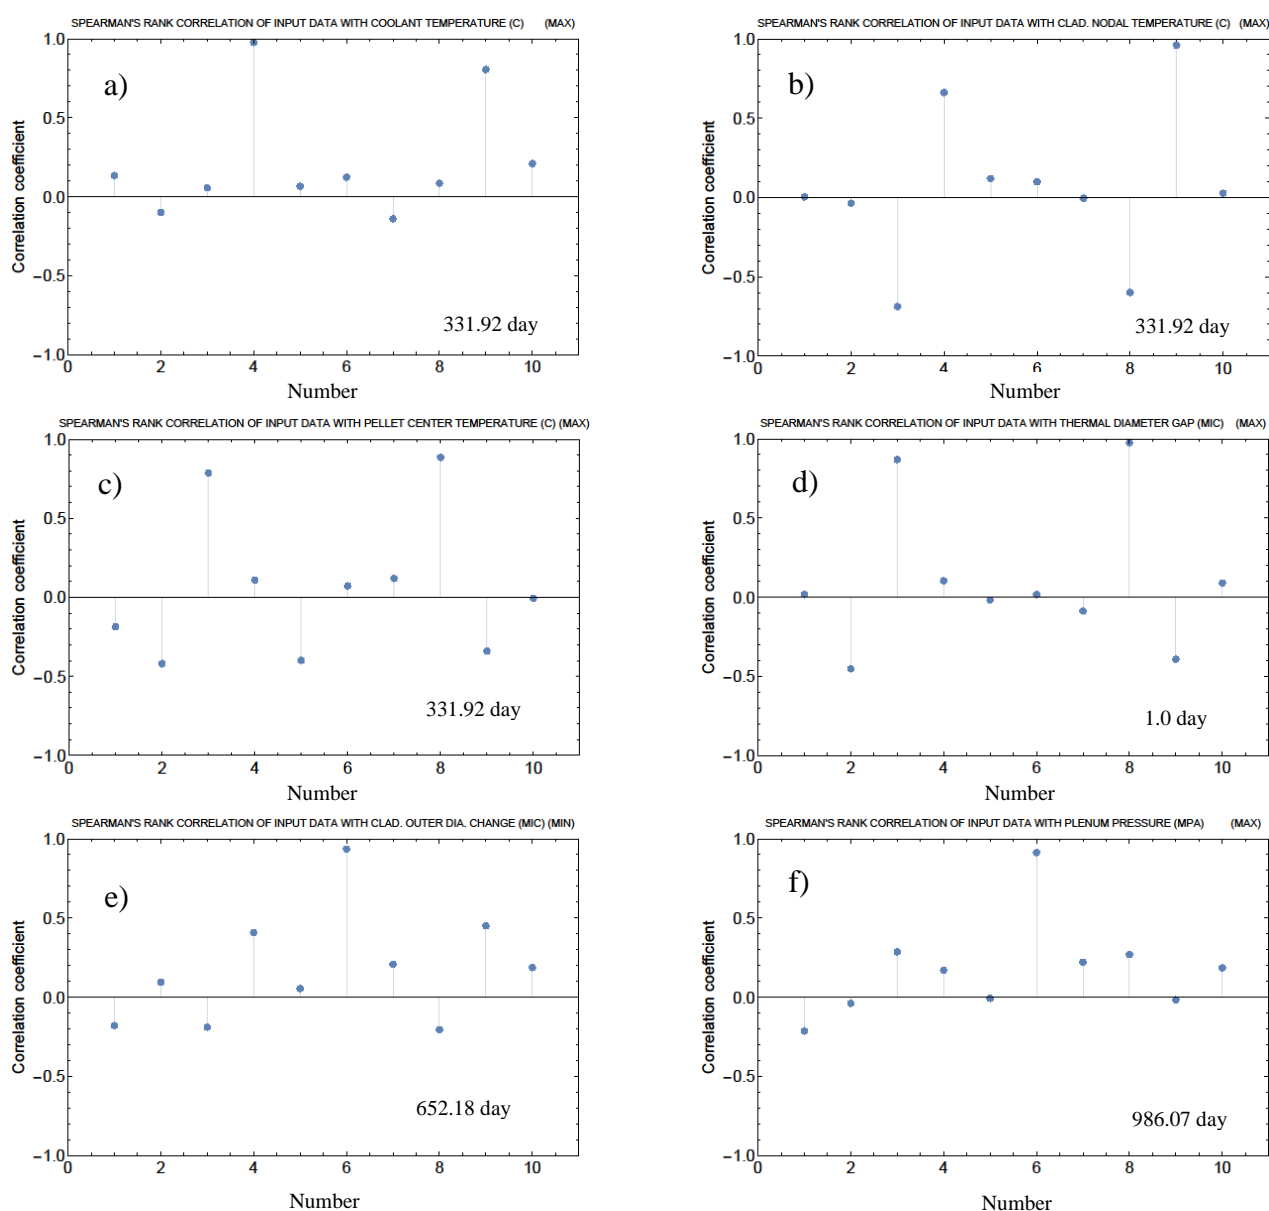 SPEARMAN'S RANK CORRELATION OF INPUT DATA WITH COOLANT TEMPERATURE (C) (MAX)
a)
Correlation coefficient
1.0
0.5
0.0
−0.5
−1.0
331.92 day
0 2 4 6 8 10
Number
SPEARMAN'S RANK CORRELATION OF INPUT DATA WITH CLAD. NODAL TEMPERATURE (C) (MAX)
b)
Correlation coefficient
1.0
0.5
0.0
−0.5
−1.0
331.92 day
0 2 4 6 8 10
Number
SPEARMAN'S RANK CORRELATION OF INPUT DATA WITH PELLET CENTER TEMPERATURE (C) (MAX)
c)
Correlation coefficient
1.0
0.5
0.0
−0.5
−1.0
331.92 day
0 2 4 6 8 10
Number
SPEARMAN'S RANK CORRELATION OF INPUT DATA WITH THERMAL DIAMETER GAP (MIC) (MAX)
d)
Correlation coefficient
1.0
0.5
0.0
−0.5
−1.0
1.0 day
0 2 4 6 8 10
Number
SPEARMAN'S RANK CORRELATION OF INPUT DATA WITH CLAD. OUTER DIA. CHANGE (MIC) (MIN)
e)
Correlation coefficient
1.0
0.5
0.0
−0.5
−1.0
652.18 day
0 2 4 6 8 10
Number
SPEARMAN'S RANK CORRELATION OF INPUT DATA WITH PLENUM PRESSURE (MPA) (MAX)
f)
Correlation coefficient
1.0
0.5
0.0
−0.5
−1.0
986.07 day
0 2 4 6 8 10
Number